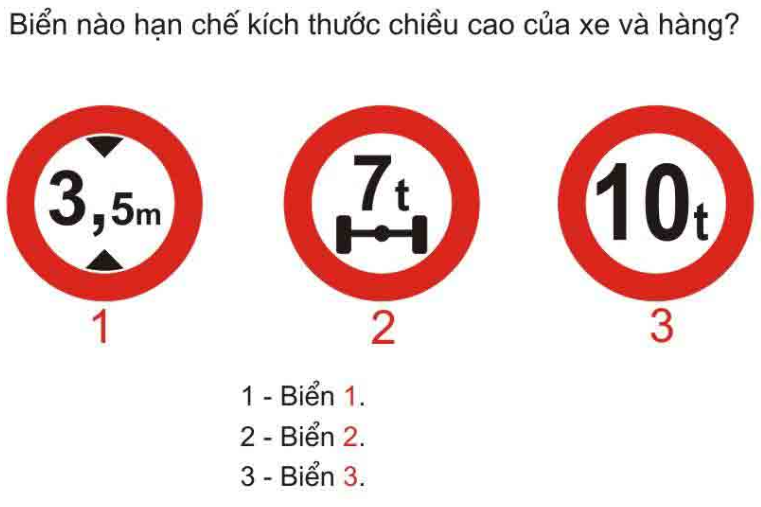 Biển nào hạn chế kích thước chiều cao của xe và hàng?
3,5m
7t
10t
1
2
3
1 - Biển 1.
2 - Biển 2.
3 - Biển 3.